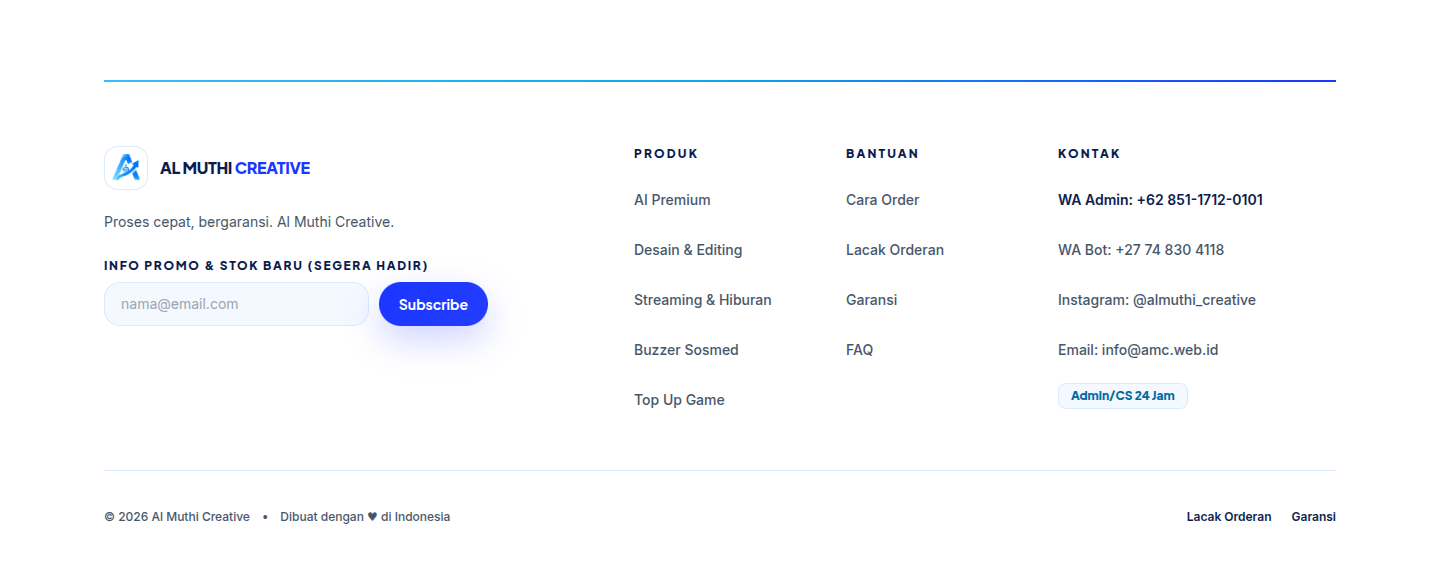 AL MUTHI CREATIVE
Proses cepat, bergaransi. Al Muthi Creative.
INFO PROMO & STOK BARU (SEGERA HADIR)
nama@email.com
Subscribe
PRODUK
AI Premium
Desain & Editing
Streaming & Hiburan
Buzzer Sosmed
Top Up Game
BANTUAN
Cara Order
Lacak Orderan
Garansi
FAQ
KONTAK
WA Admin: +62 851-1712-0101
WA Bot: +27 74 830 4118
Instagram: @almuthi_creative
Email: info@amc.web.id
Admin/CS 24 Jam
© 2026 Al Muthi Creative • Dibuat dengan ♥ di Indonesia
Lacak Orderan Garansi